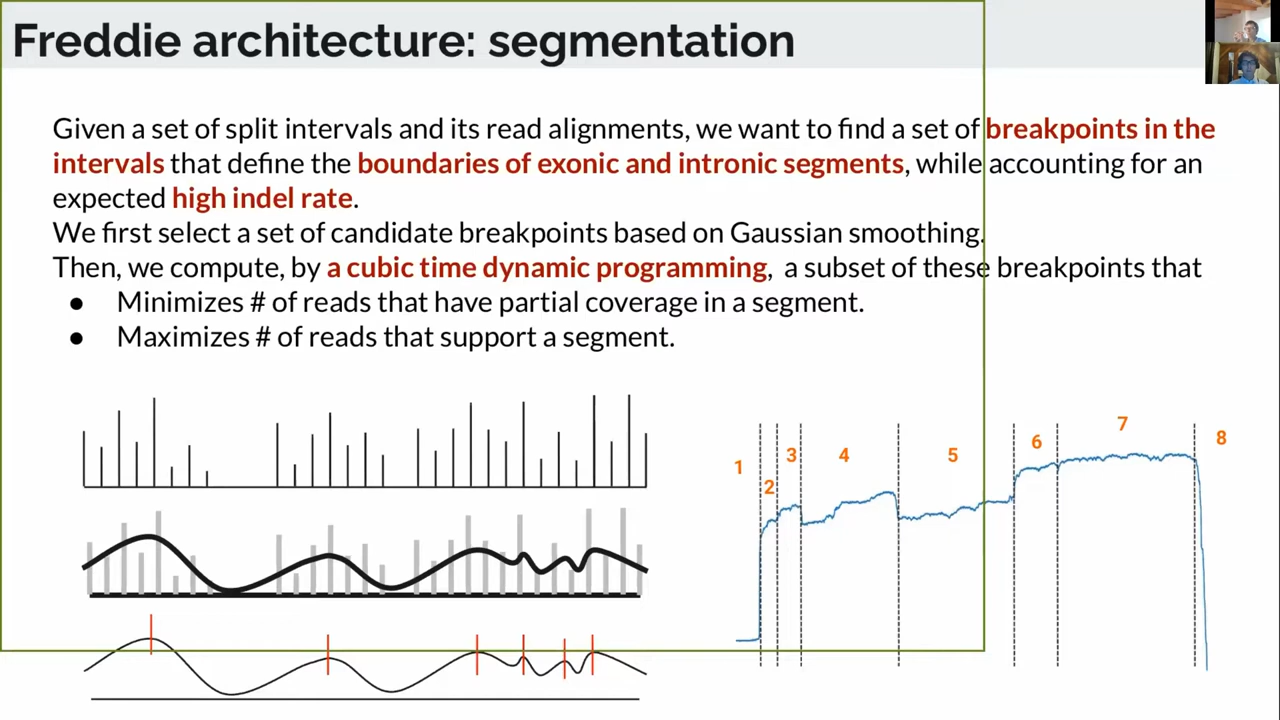 Freddie architecture: segmentation
Given a set of split intervals and its read alignments, we want to find a set of breakpoints in the
intervals that define the boundaries of exonic and intronic segments, while accounting for an
expected high indel rate.
We first select a set of candidate breakpoints based on Gaussian smoothing.
Then, we compute, by a cubic time dynamic programming, a subset of these breakpoints that
● Minimizes # of reads that have partial coverage in a segment.
● Maximizes # of reads that support a segment.
1
2
3
4
5
6
7
8